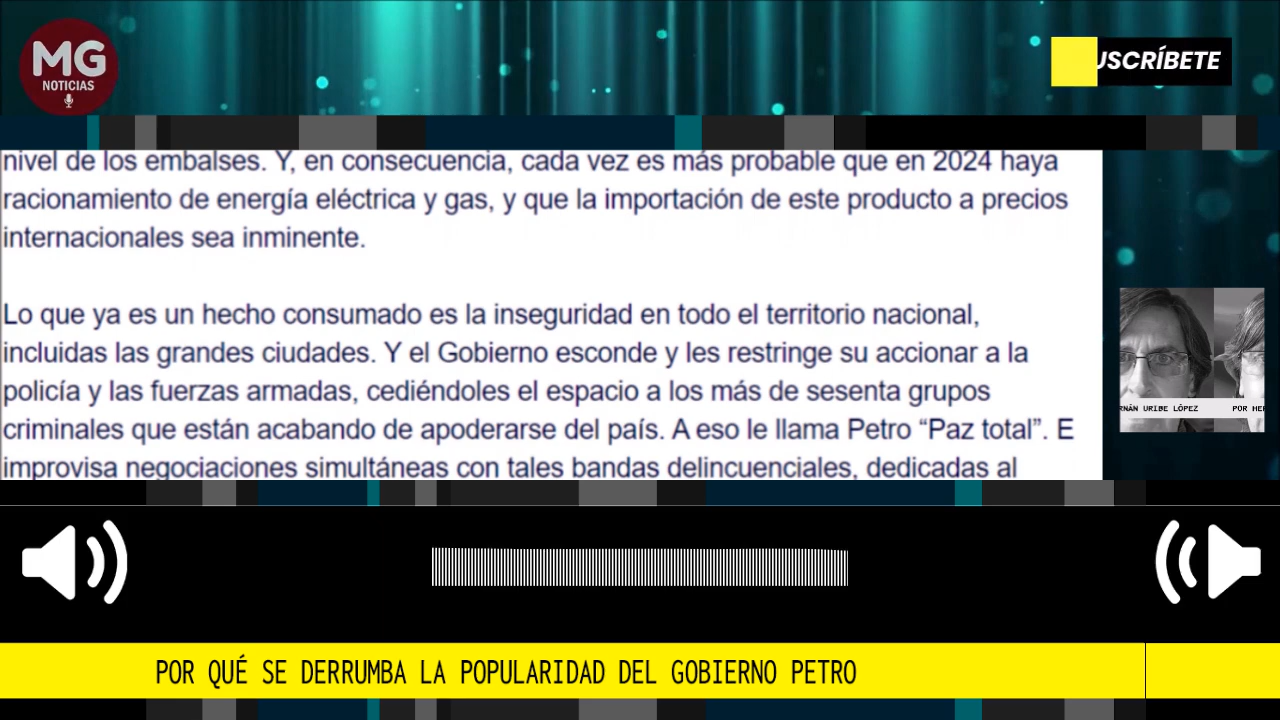 MG
NOTICIAS
USCRÍBETE
nivel de los embalses. Y, en consecuencia, cada vez es más probable que en 2024 haya
racionamiento de energía eléctrica y gas, y que la importación de este producto a precios
internacionales sea inminente.
Lo que ya es un hecho consumado es la inseguridad en todo el territorio nacional,
incluidas las grandes ciudades. Y el Gobierno esconde y les restringe su accionar a la
policía y las fuerzas armadas, cediéndoles el espacio a los más de sesenta grupos
criminales que están acabando de apoderarse del país. A eso le llama Petro “Paz total”. E
improvisa negociaciones simultáneas con tales bandas delincuenciales, dedicadas al
RNÁN URIBE LÓPEZ POR HER
POR QUÉ SE DERRUMBA LA POPULARIDAD DEL GOBIERNO PETRO